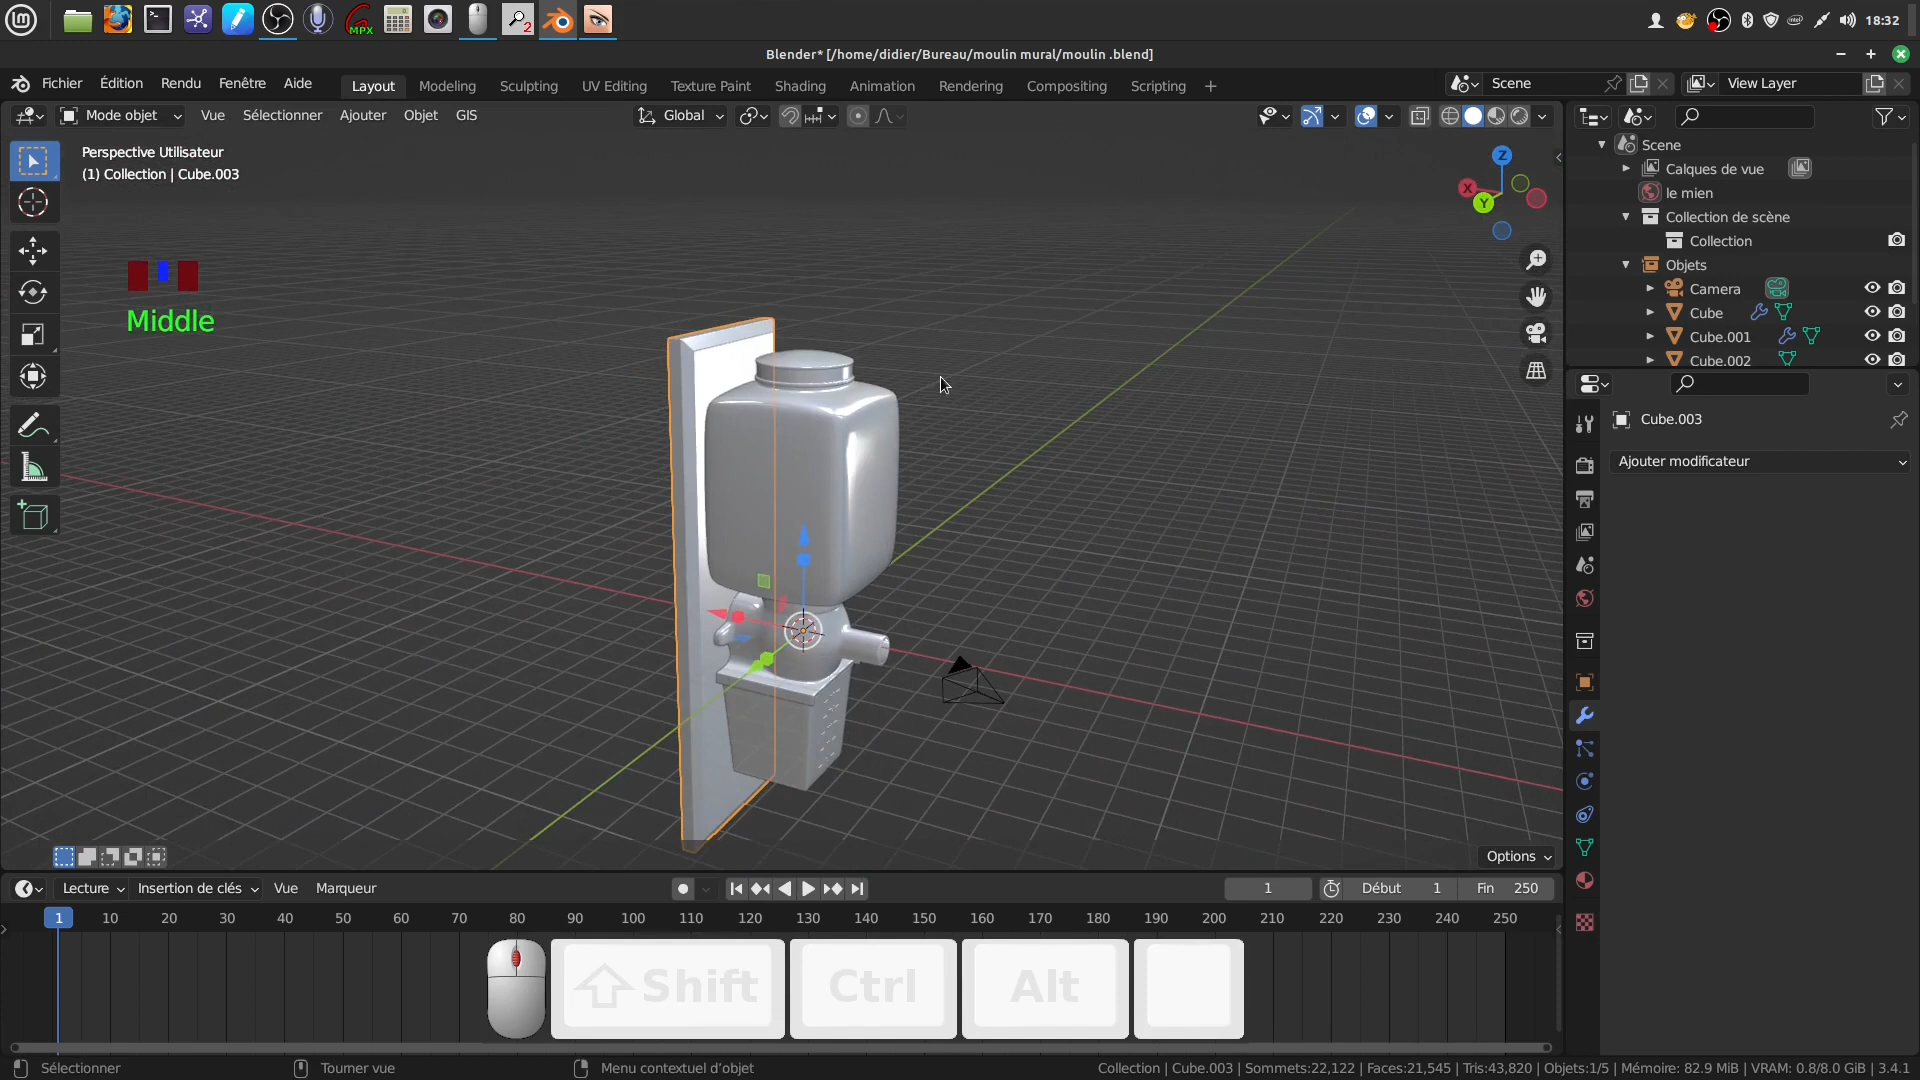 MPX
2
18:32
Blender* [/home/didier/Bureau/moulin mural/moulin .blend]
Fichier Édition Rendu Fenêtre Aide
Layout Modeling Sculpting UV Editing Texture Paint Shading Animation Rendering Compositing Scripting +
Scene
View Layer
Mode objet Vue Sélectionner Ajouter Objet GIS
Global
Perspective Utilisateur
(1) Collection | Cube.003
Middle
Z
X
Y
Scene
Calques de vue
le mien
Collection de scène
Collection
Objets
Camera
Cube
Cube.001
Cube.002
Cube.003
Ajouter modificateur
Options
Lecture Insertion de clés Vue Marqueur
1 Début 1 Fin 250
1 10 20 30 40 50 60 70 80 90 100 110 120 130 140 150 160 170 180 190 200 210 220 230 240 250
Shift Ctrl Alt
Sélectionner Tourner vue Menu contextuel d'objet
Collection | Cube.003 | Sommets:22,122 | Faces:21,545 | Tris:43,820 | Objets:1/5 | Mémoire: 82.9 MiB | VRAM: 0.8/8.0 GiB | 3.4.1